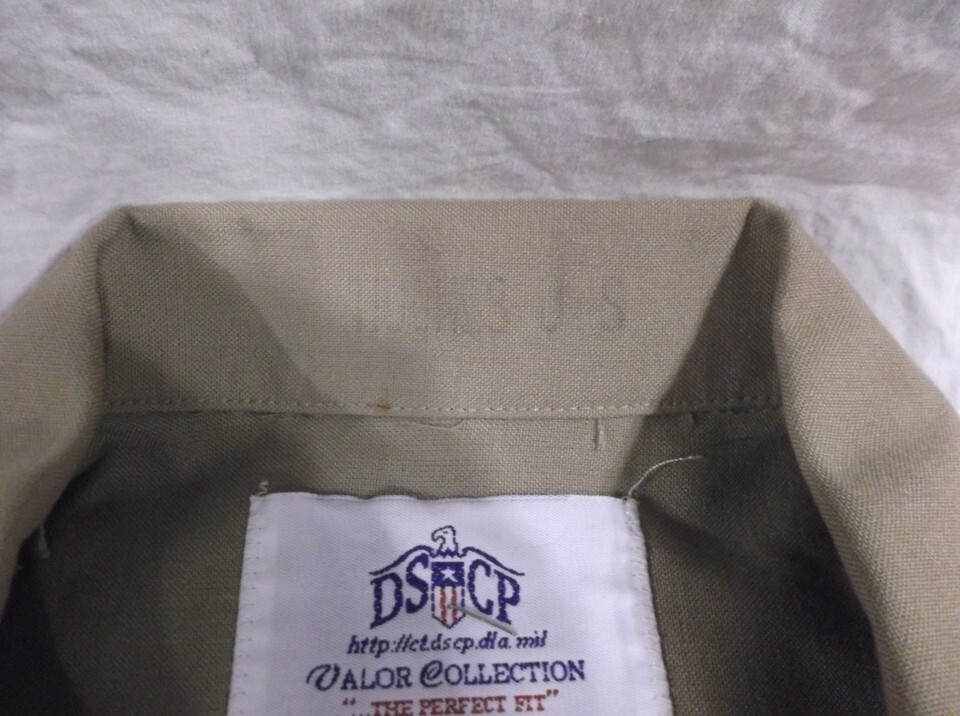 J.S
DSCP
http://ct.dscp.dla.mil
VALOR COLLECTION
"...THE PERFECT FIT"